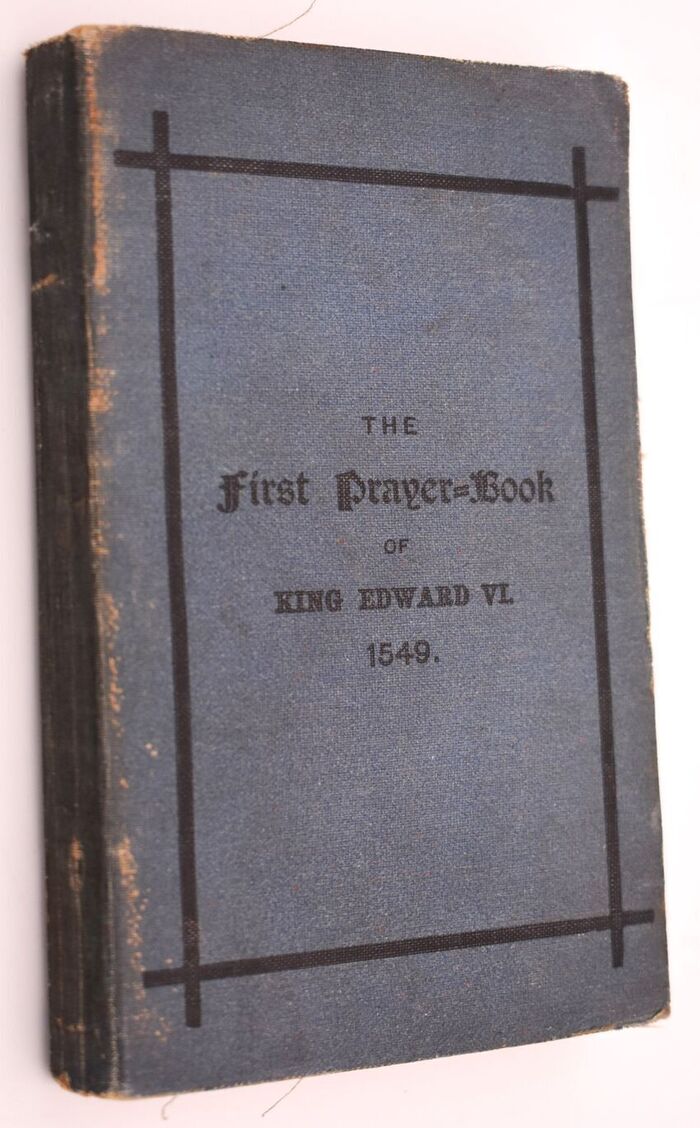 THE
First Prayer=Book
OF
KING EDWARD VI.
1549.